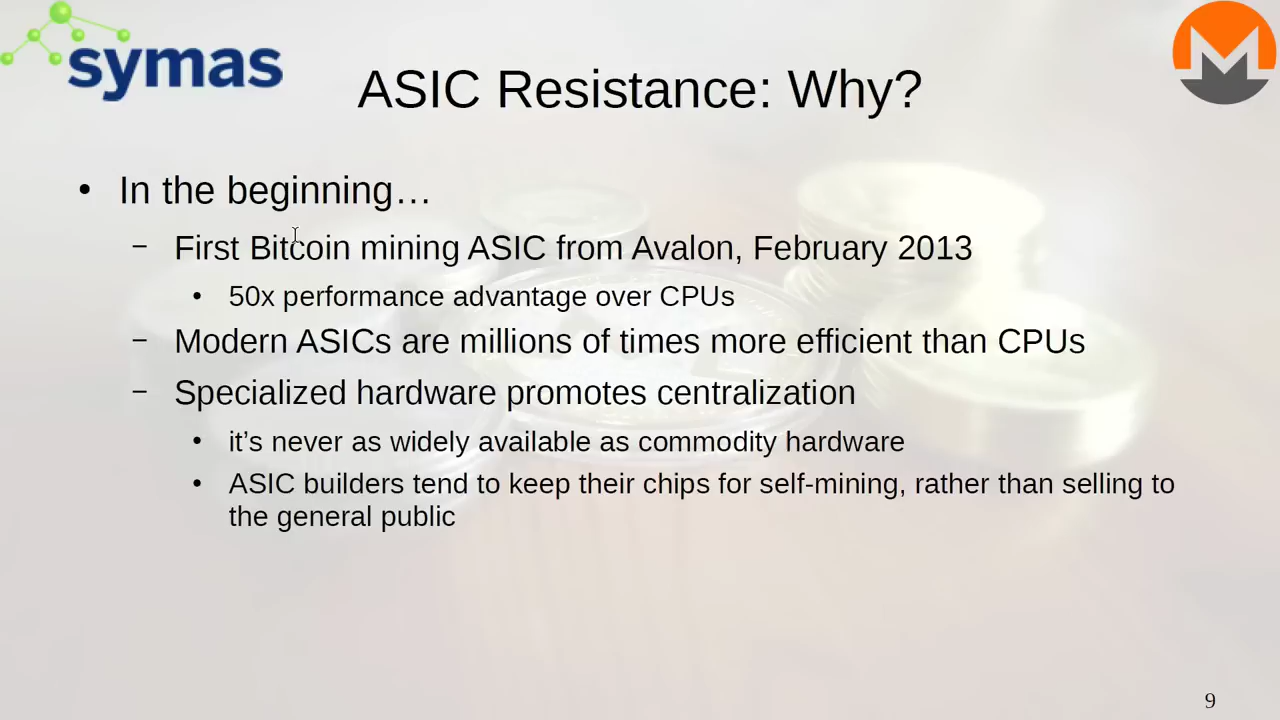 symas
ASIC Resistance: Why?
• In the beginning…
– First Bitcoin mining ASIC from Avalon, February 2013
• 50x performance advantage over CPUs
– Modern ASICs are millions of times more efficient than CPUs
– Specialized hardware promotes centralization
• it’s never as widely available as commodity hardware
• ASIC builders tend to keep their chips for self-mining, rather than selling to
the general public
9